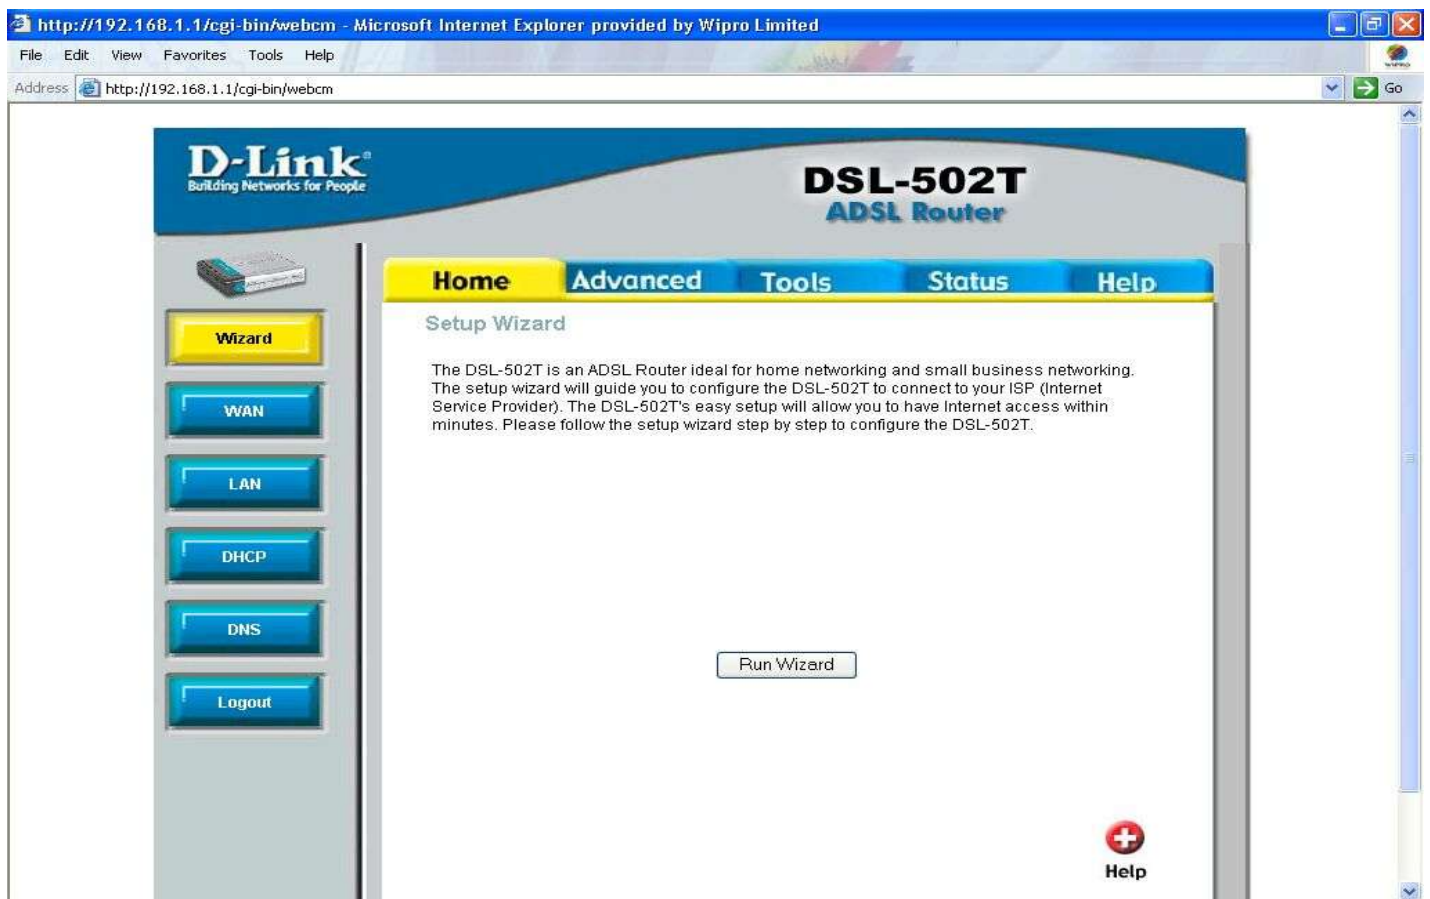 http://192.168.1.1/cgi-bin/webcm - Microsoft Internet Explorer provided by Wipro Limited
File Edit View Favorites Tools Help
Address http://192.168.1.1/cgi-bin/webcm Go
D-Link
Building Networks for People
DSL-502T
ADSL Router
Home Advanced Tools Status Help
Wizard
WAN
LAN
DHCP
DNS
Logout
Setup Wizard
The DSL-502T is an ADSL Router ideal for home networking and small business networking.
The setup wizard will guide you to configure the DSL-502T to connect to your ISP (Internet
Service Provider). The DSL-502T's easy setup will allow you to have Internet access within
minutes. Please follow the setup wizard step by step to configure the DSL-502T.
Run Wizard
Help